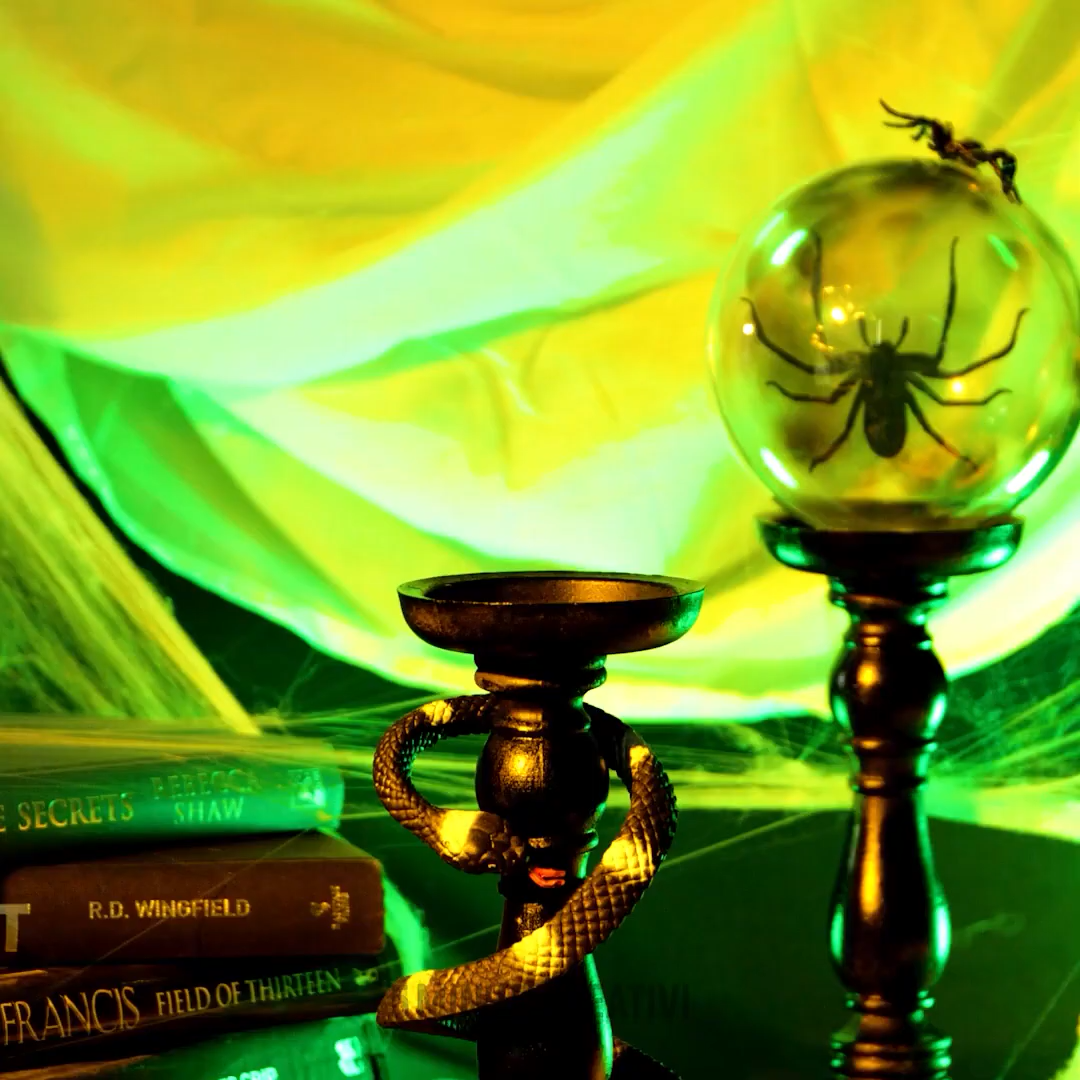 E SECRETS
REBECCA
SHAW
T
R.D. WINGFIELD
FRANCIS
FIELD OF THIRTEEN